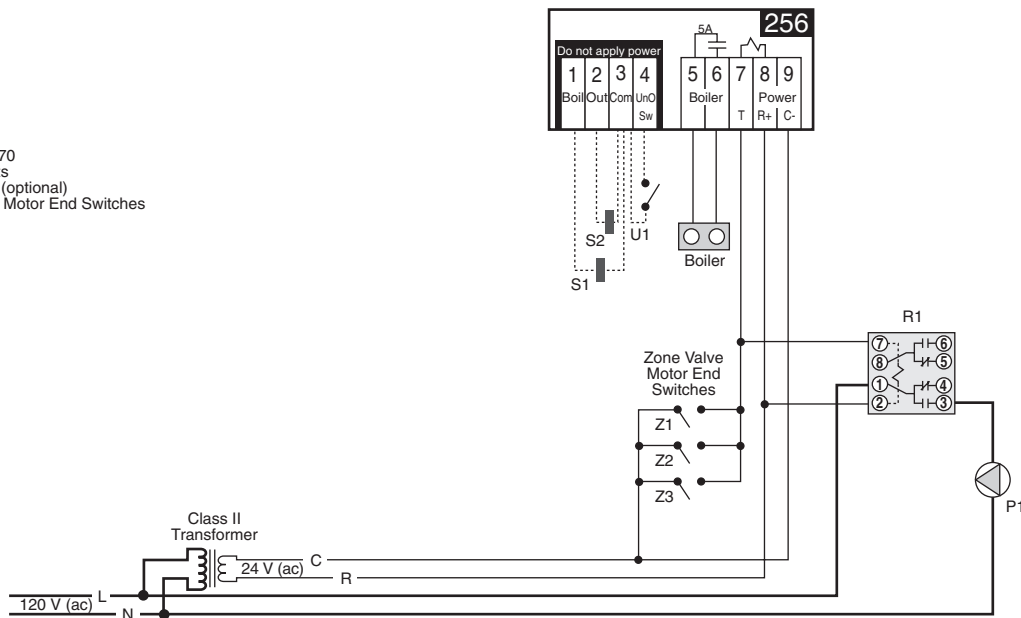 256
5A
Do not apply power
1 2 3 4 5 6 7 8 9
Boil Out Com UnO Boiler Power
Sw T R+ C-
70
s
(optional)
Motor End Switches
S2 U1
Boiler
S1
R1
7 6
8 5
1 4
2 3
Zone Valve
Motor End
Switches
Z1
Z2
Z3
P1
Class II
Transformer
C
24 V (ac)
R
L
120 V (ac)
N